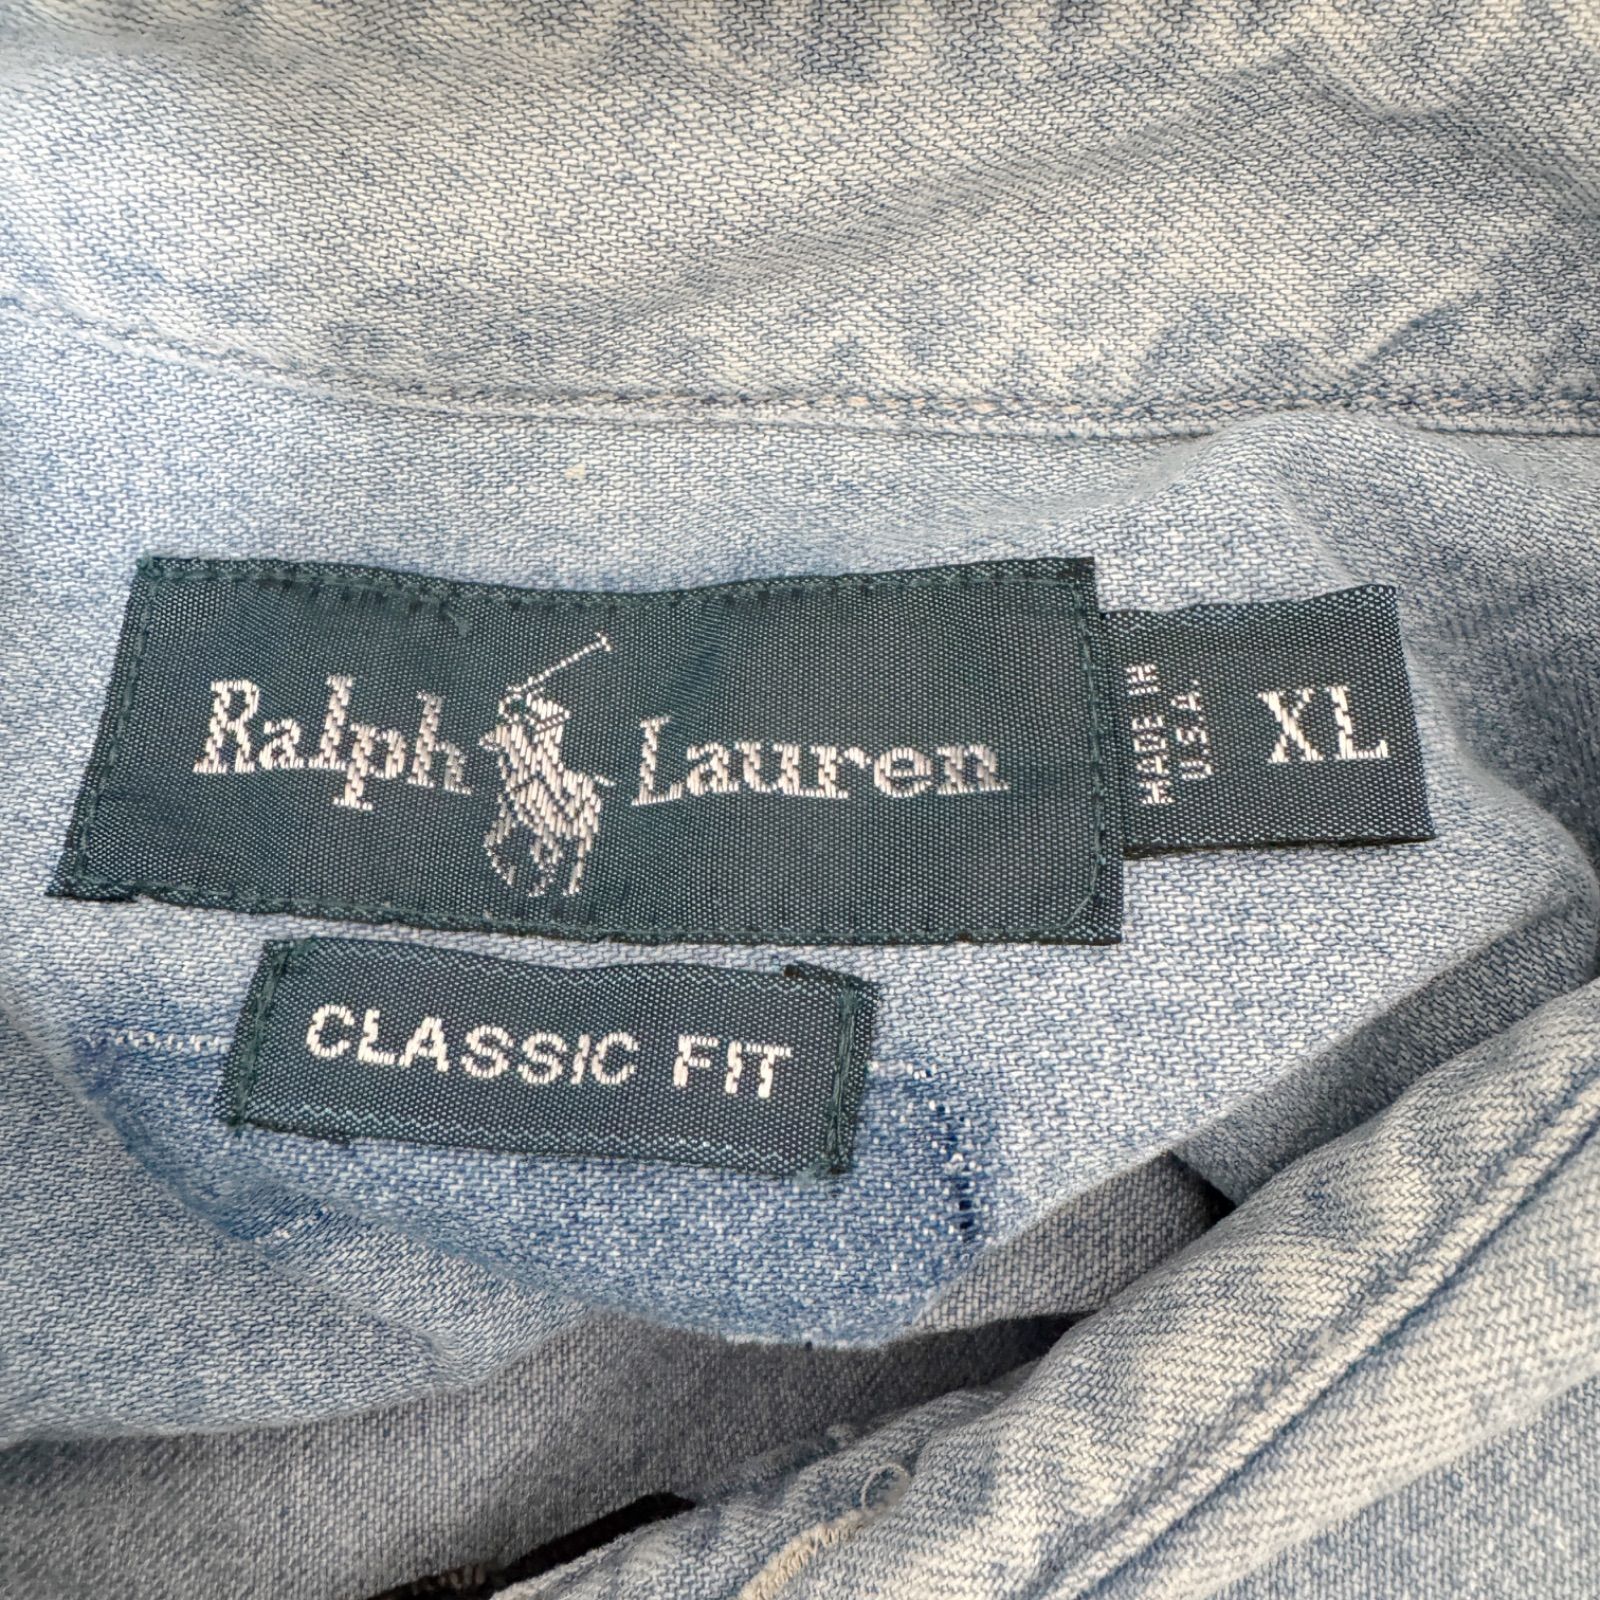 Ralph Lauren
MADE IN
U.S.A.
XL
CLASSIC FIT